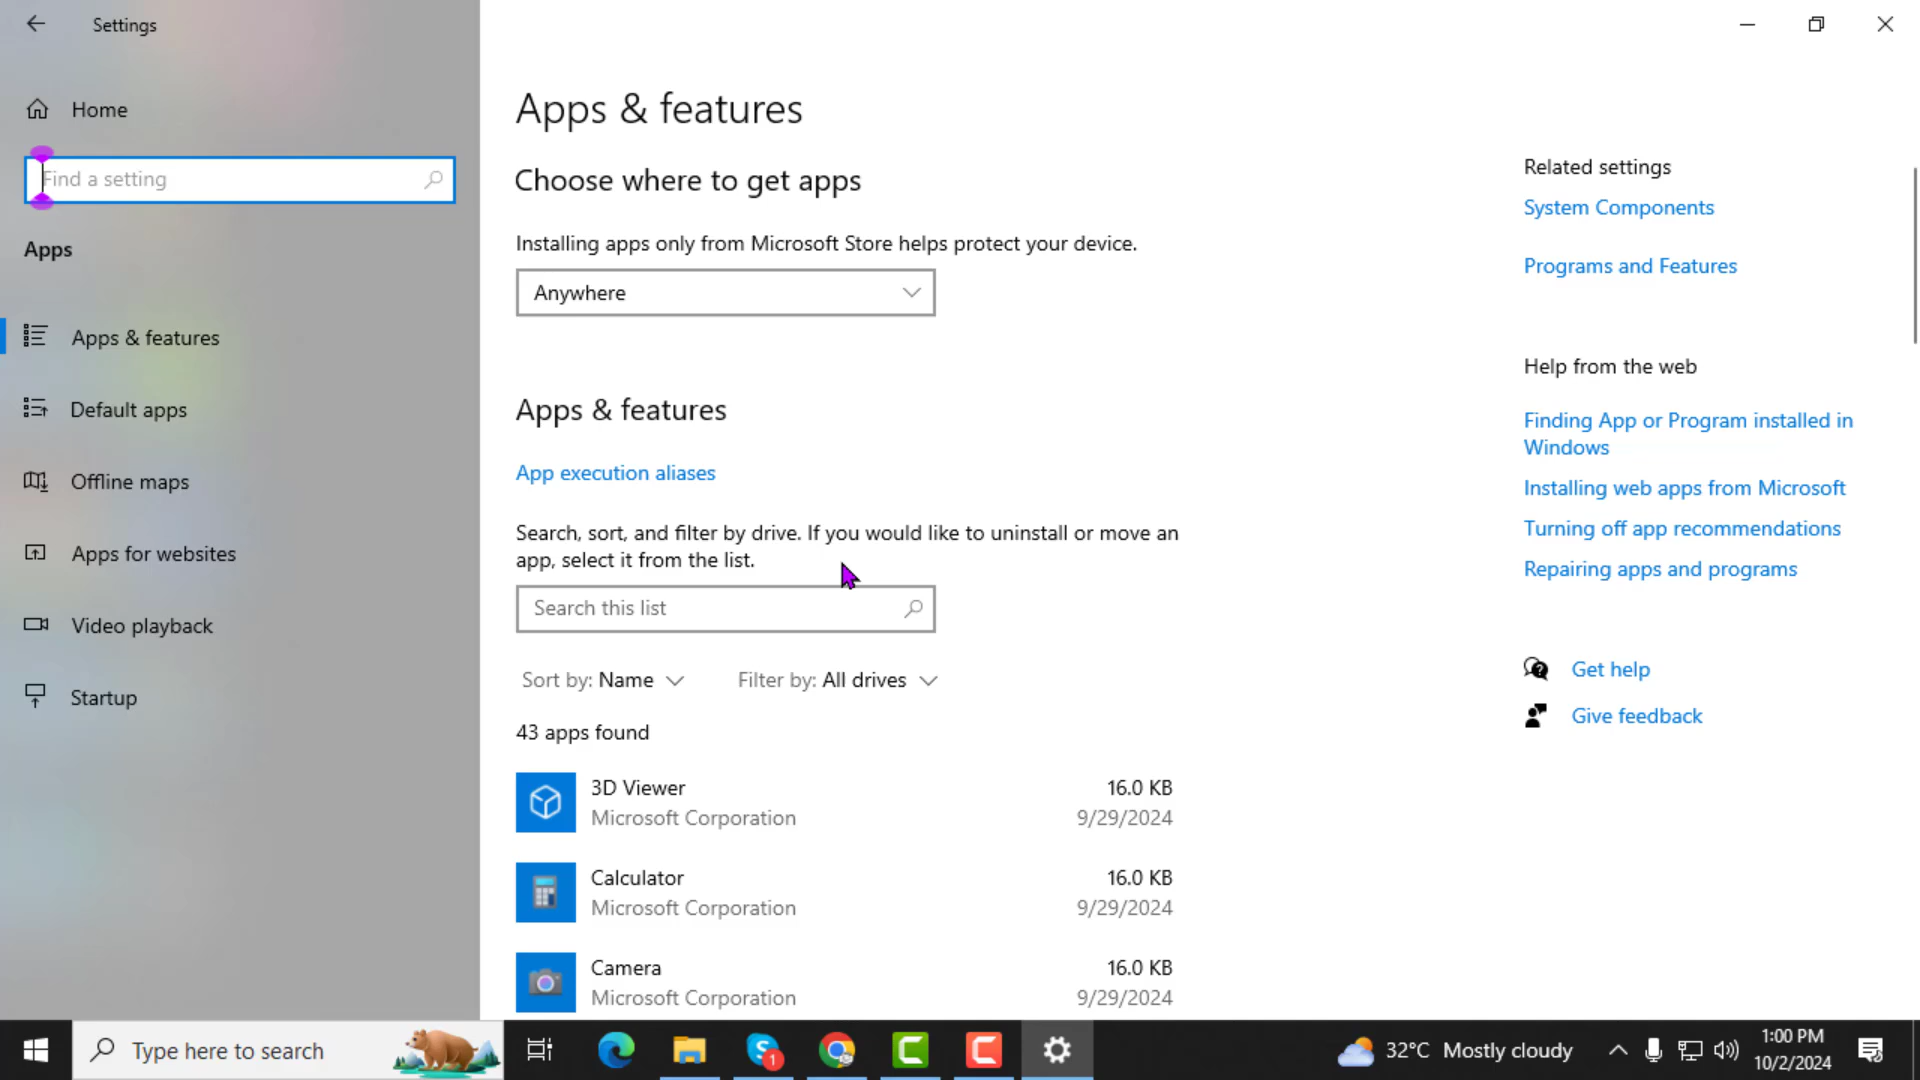 Settings
Home
Find a setting
Apps
Apps & features
Default apps
Offline maps
Apps for websites
Video playback
Startup
Apps & features
Choose where to get apps
Installing apps only from Microsoft Store helps protect your device.
Anywhere
Apps & features
App execution aliases
Search, sort, and filter by drive. If you would like to uninstall or move an
app, select it from the list.
Search this list
Sort by: Name
Filter by: All drives
43 apps found
3D Viewer
16.0 KB
Microsoft Corporation
9/29/2024
Calculator
16.0 KB
Microsoft Corporation
9/29/2024
Camera
16.0 KB
Microsoft Corporation
9/29/2024
Related settings
System Components
Programs and Features
Help from the web
Finding App or Program installed in
Windows
Installing web apps from Microsoft
Turning off app recommendations
Repairing apps and programs
Get help
Give feedback
Type here to search
1
32°C Mostly cloudy
1:00 PM
10/2/2024